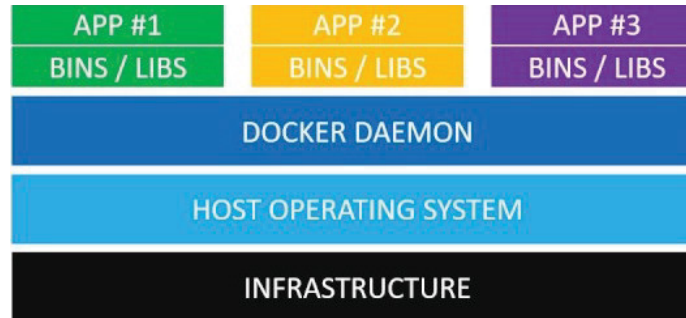 APP #1
BINS / LIBS
APP #2
BINS / LIBS
APP #3
BINS / LIBS
DOCKER DAEMON
HOST OPERATING SYSTEM
INFRASTRUCTURE